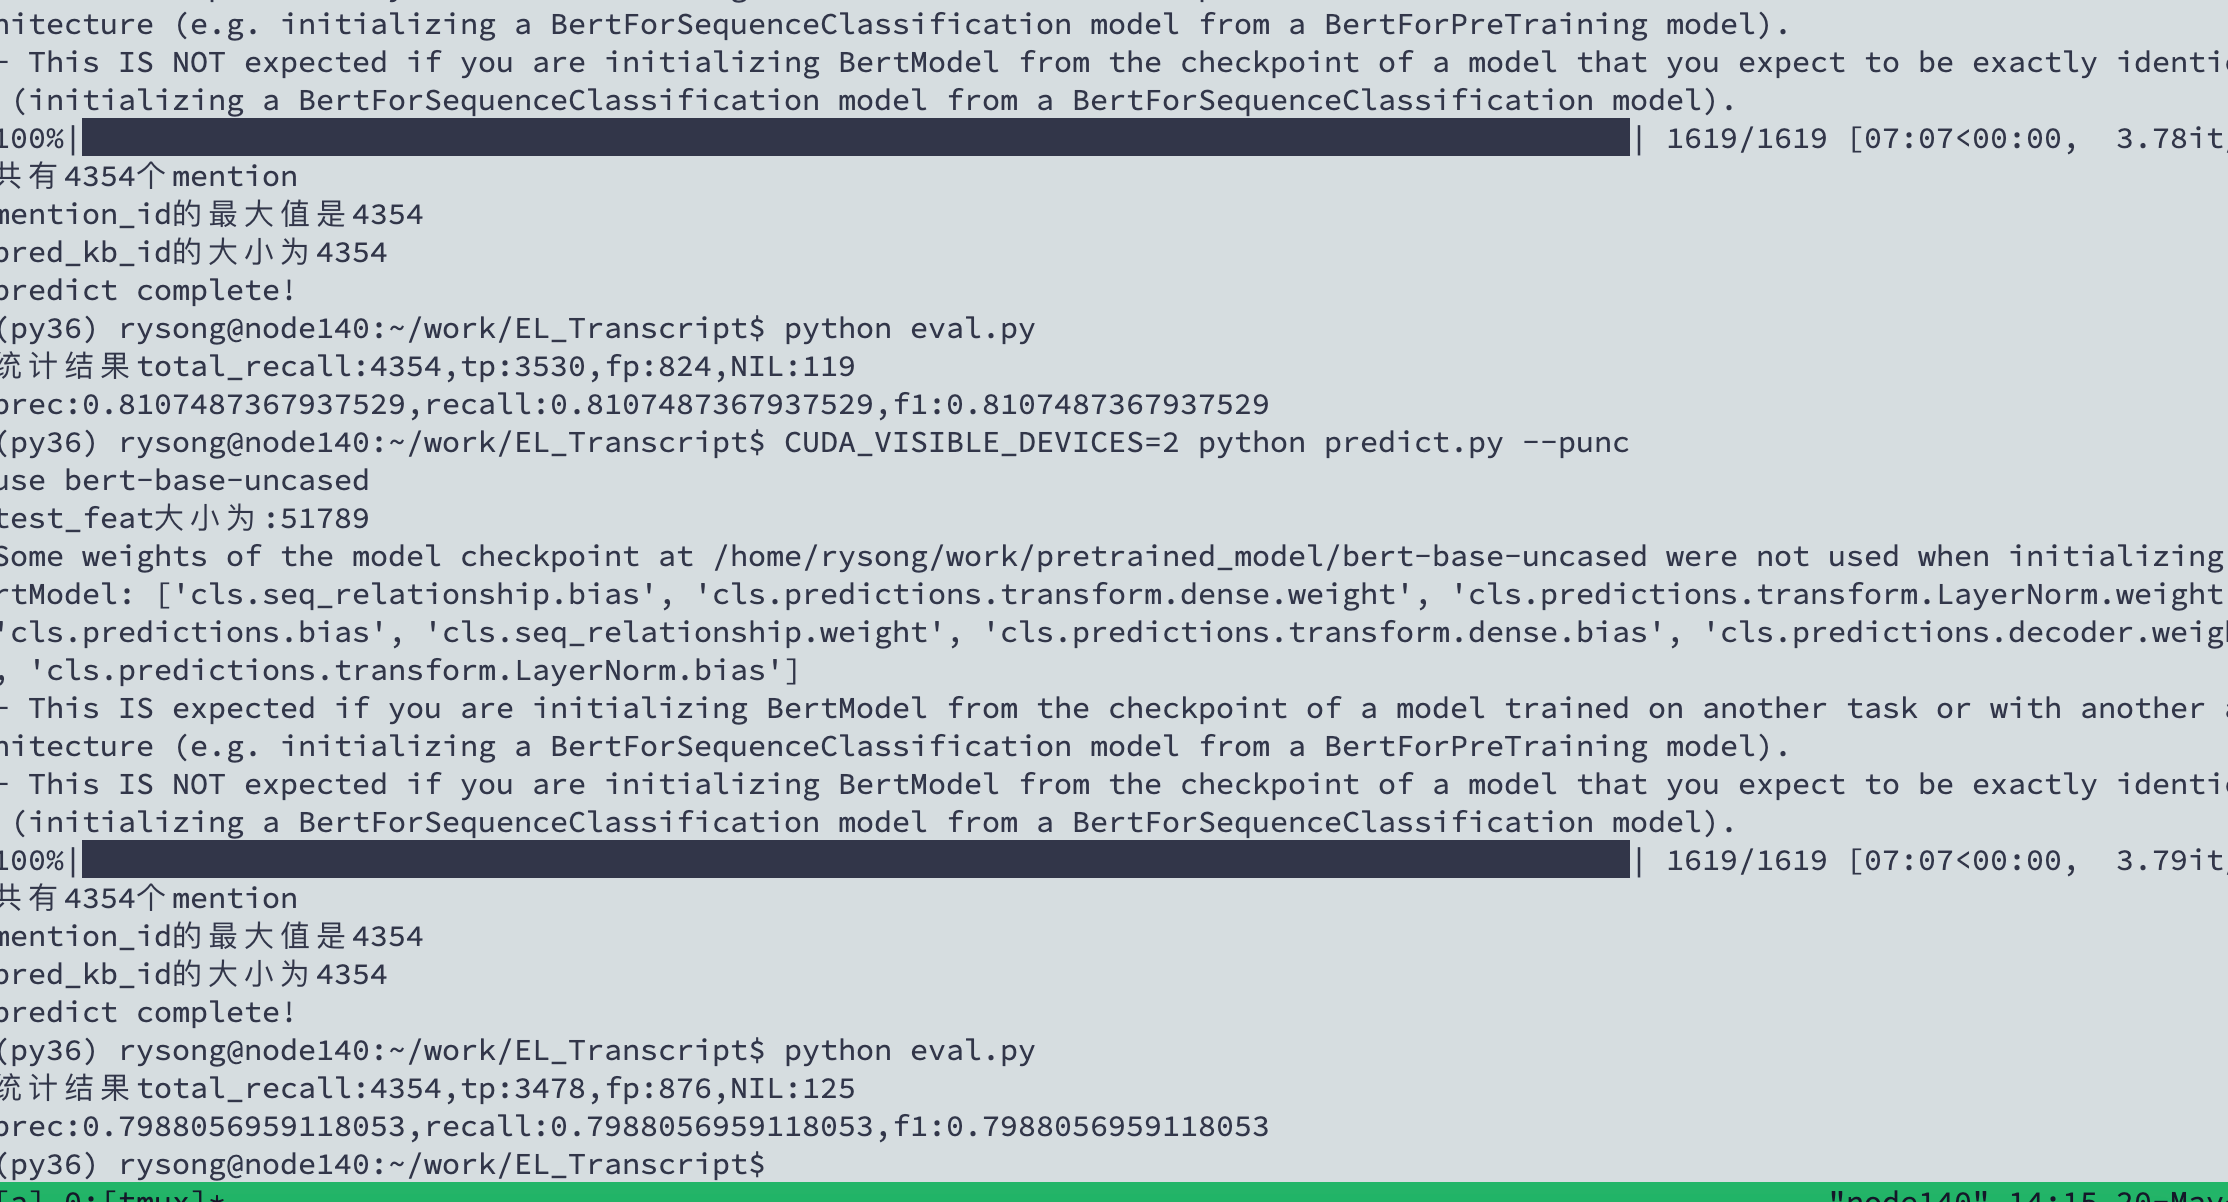 hitecture (e.g. initializing a BertForSequenceClassification model from a BertForPreTraining model).
- This IS NOT expected if you are initializing BertModel from the checkpoint of a model that you expect to be exactly identic
(initializing a BertForSequenceClassification model from a BertForSequenceClassification model).
100%| | 1619/1619 [07:07<00:00, 3.78it/
共有4354个mention
mention_id的最大值是4354
pred_kb_id的大小为4354
predict complete!
(py36) rysong@node140:~/work/EL_Transcript$ python eval.py
统计结果total_recall:4354,tp:3530,fp:824,NIL:119
prec:0.8107487367937529,recall:0.8107487367937529,f1:0.8107487367937529
(py36) rysong@node140:~/work/EL_Transcript$ CUDA_VISIBLE_DEVICES=2 python predict.py --punc
use bert-base-uncased
test_feat大小为:51789
Some weights of the model checkpoint at /home/rysong/work/pretrained_model/bert-base-uncased were not used when initializing
rtModel: ['cls.seq_relationship.bias', 'cls.predictions.transform.dense.weight', 'cls.predictions.transform.LayerNorm.weight
'cls.predictions.bias', 'cls.seq_relationship.weight', 'cls.predictions.transform.dense.bias', 'cls.predictions.decoder.weigh
, 'cls.predictions.transform.LayerNorm.bias']
- This IS expected if you are initializing BertModel from the checkpoint of a model trained on another task or with another a
hitecture (e.g. initializing a BertForSequenceClassification model from a BertForPreTraining model).
- This IS NOT expected if you are initializing BertModel from the checkpoint of a model that you expect to be exactly identic
(initializing a BertForSequenceClassification model from a BertForSequenceClassification model).
100%| | 1619/1619 [07:07<00:00, 3.79it/
共有4354个mention
mention_id的最大值是4354
pred_kb_id的大小为4354
predict complete!
(py36) rysong@node140:~/work/EL_Transcript$ python eval.py
统计结果total_recall:4354,tp:3478,fp:876,NIL:125
prec:0.7988056959118053,recall:0.7988056959118053,f1:0.7988056959118053
(py36) rysong@node140:~/work/EL_Transcript$
[a] 0:[tmux]* "node140" 14:15 20-May-